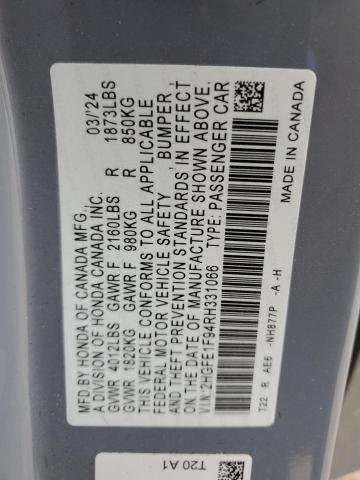 MFD BY HONDA OF CANADA MFG., 03/'24
A DIVISION OF HONDA CANADA INC.
GVWR 4012LBS GAWR F 2160LBS R 1873LBS
GVWR 1820KG GAWR F 980KG R 850KG
THIS VEHICLE CONFORMS TO ALL APPLICABLE
FEDERAL MOTOR VEHICLE SAFETY BUMPER,
AND THEFT PREVENTION STANDARDS IN EFFECT
ON THE DATE OF MANUFACTURE SHOWN ABOVE.
V.I.N.:2HGFE1F94RH331066 TYPE: PASSENGER CAR
T22 R AE6 -NH877P -A -H MADE IN CANADA
T20 A1